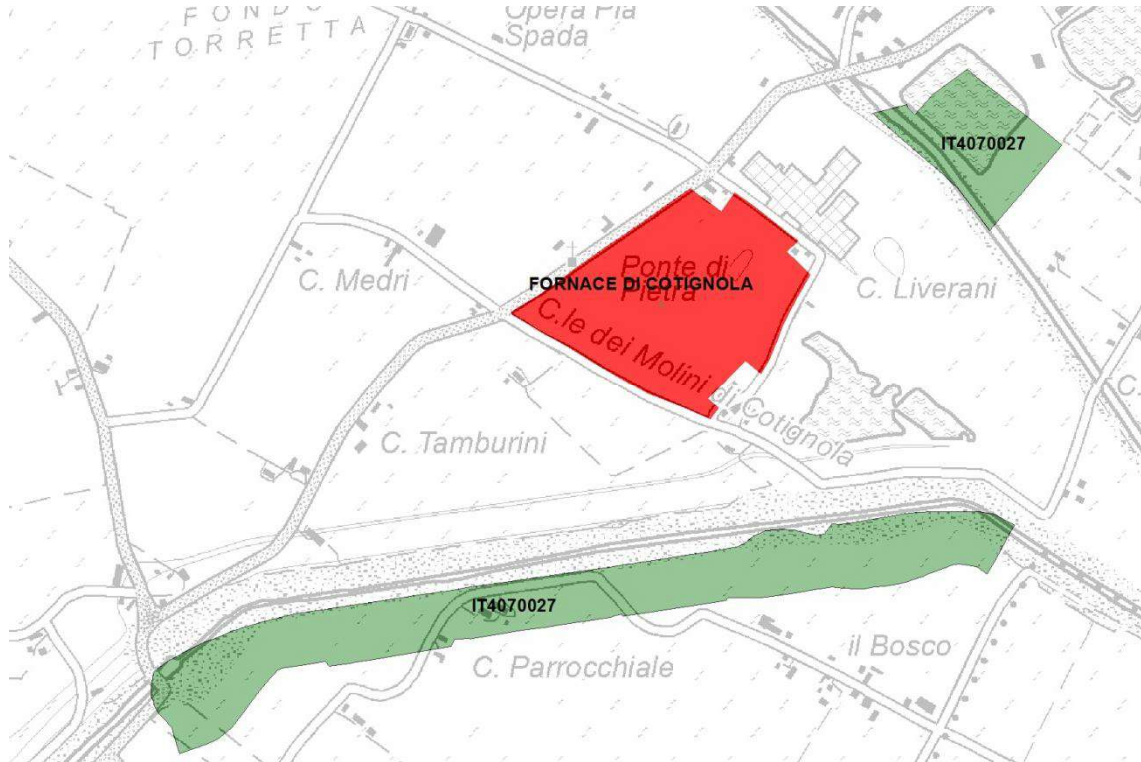 FONDO
TORRETTA
Opera Pia
Spada
IT4070027
C. Medri
Ponte di
Pietra
FORNACE DI COTIGNOLA
C. Liverani
C.le dei Molini di Cotignola
C. Tamburini
IT4070027
C. Parrocchiale
il Bosco